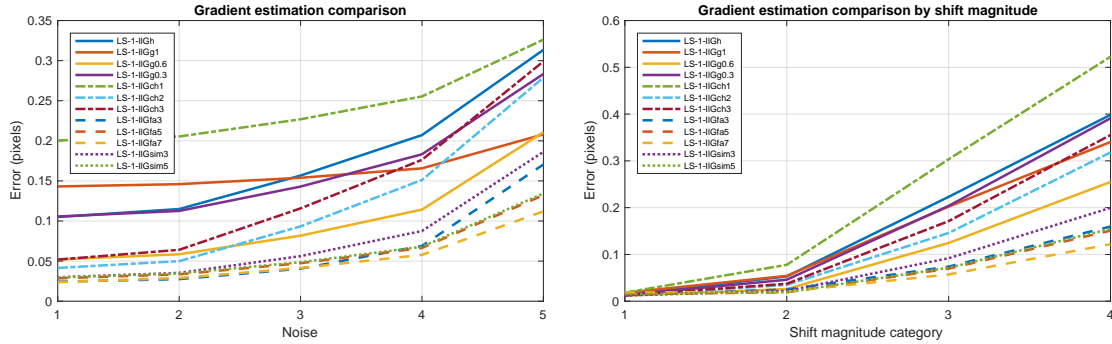 Gradient estimation comparison
0.35
0.3
0.25
0.2
0.15
0.1
0.05
0
Error (pixels)
LS-1-IIGh
LS-1-IIGg1
LS-1-IIGg0.6
LS-1-IIGg0.3
LS-1-IIGch1
LS-1-IIGch2
LS-1-IIGch3
LS-1-IIGfa3
LS-1-IIGfa5
LS-1-IIGfa7
LS-1-IIGsim3
LS-1-IIGsim5
1 2 3 4 5
Noise
Gradient estimation comparison by shift magnitude
0.6
0.5
0.4
0.3
0.2
0.1
0
Error (pixels)
LS-1-IIGh
LS-1-IIGg1
LS-1-IIGg0.6
LS-1-IIGg0.3
LS-1-IIGch1
LS-1-IIGch2
LS-1-IIGch3
LS-1-IIGfa3
LS-1-IIGfa5
LS-1-IIGfa7
LS-1-IIGsim3
LS-1-IIGsim5
1 2 3 4
Shift magnitude category